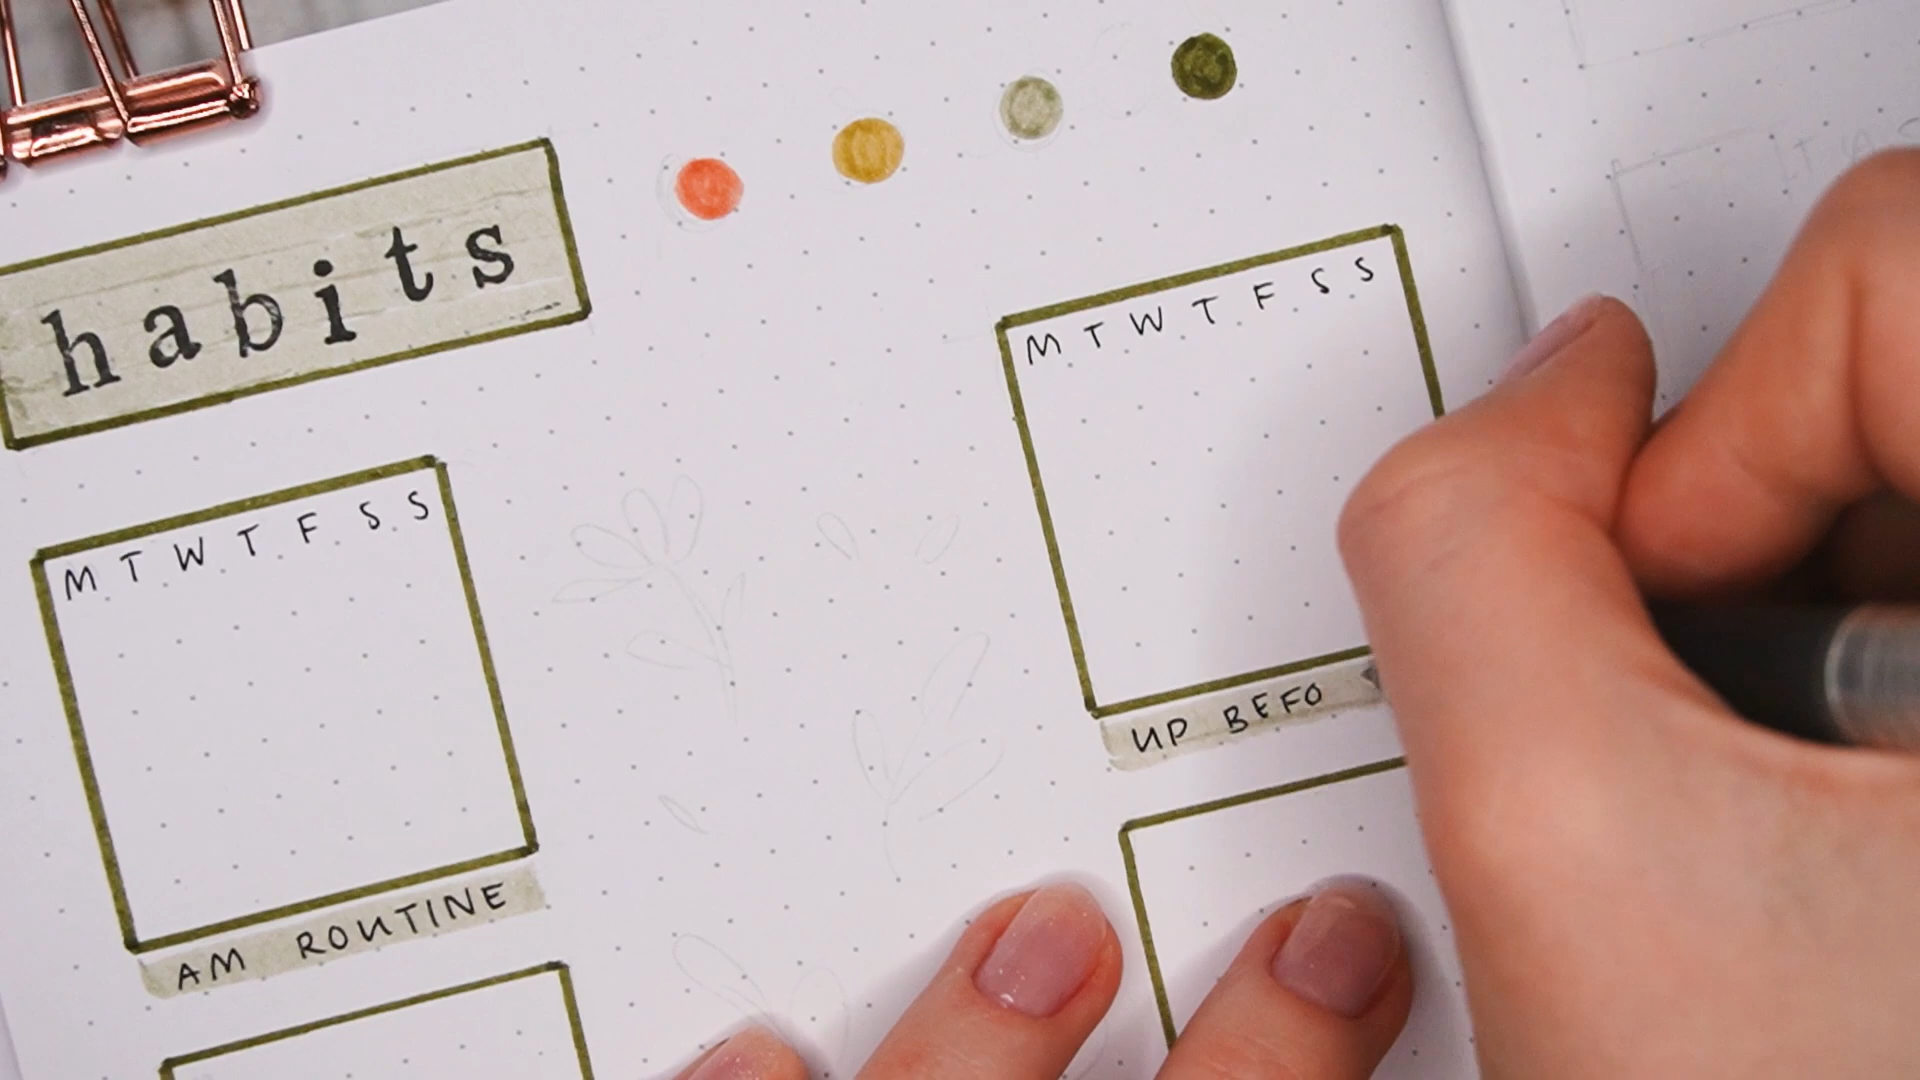 habits
M T W T F S S
M T W T F S S
UP BEFO
AM ROUTINE